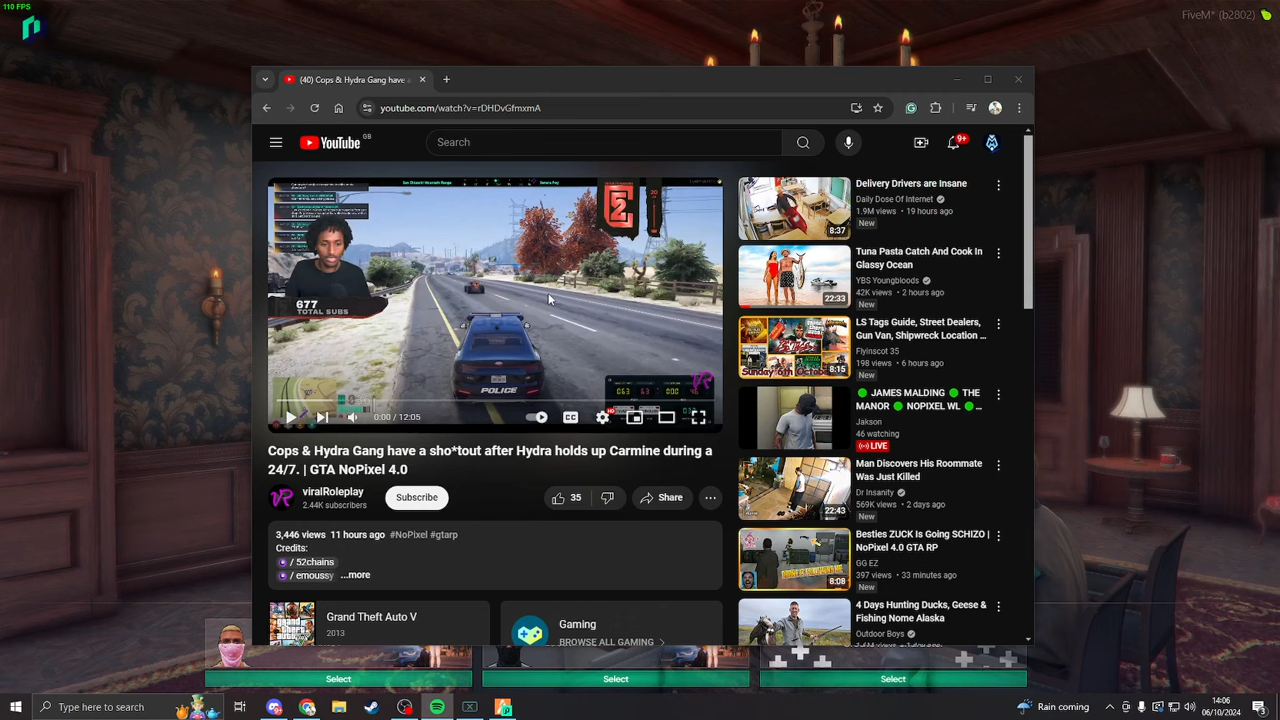 110 FPS
FiveM* (b2802)
(40) Cops & Hydra Gang have a
youtube.com/watch?v=rDHDvGfmxmA
YouTube GB
Search
9+
677
TOTAL SUBS
POLICE
0:00 / 12:05
CC
HD
Cops & Hydra Gang have a sho*tout after Hydra holds up Carmine during a
24/7. | GTA NoPixel 4.0
viralRoleplay
2.44K subscribers
Subscribe
35
Share
3,446 views 11 hours ago #NoPixel #gtarp
Credits:
/ 52chains
/ emoussy ...more
Grand Theft Auto V
2013
Gaming
BROWSE ALL GAMING
8:37
Delivery Drivers are Insane
Daily Dose Of Internet
1.9M views • 19 hours ago
New
22:33
Tuna Pasta Catch And Cook In
Glassy Ocean
YBS Youngbloods
42K views • 2 hours ago
New
Sunday 6th October
8:15
LS Tags Guide, Street Dealers,
Gun Van, Shipwreck Location ...
Flyinscot 35
198 views • 6 hours ago
New
JAMES MALDING 🟢 THE
MANOR 🟢 NOPIXEL WL 🟢 ...
Jakson
46 watching
LIVE
22:43
Man Discovers His Roommate
Was Just Killed
Dr Insanity
569K views • 2 days ago
New
8:08
Besties ZUCK Is Going SCHIZO |
NoPixel 4.0 GTA RP
GG EZ
397 views • 33 minutes ago
New
4 Days Hunting Ducks, Geese &
Fishing Nome Alaska
Outdoor Boys
Select
Select
Select
Type here to search
Rain coming
14:06
06/10/2024
3